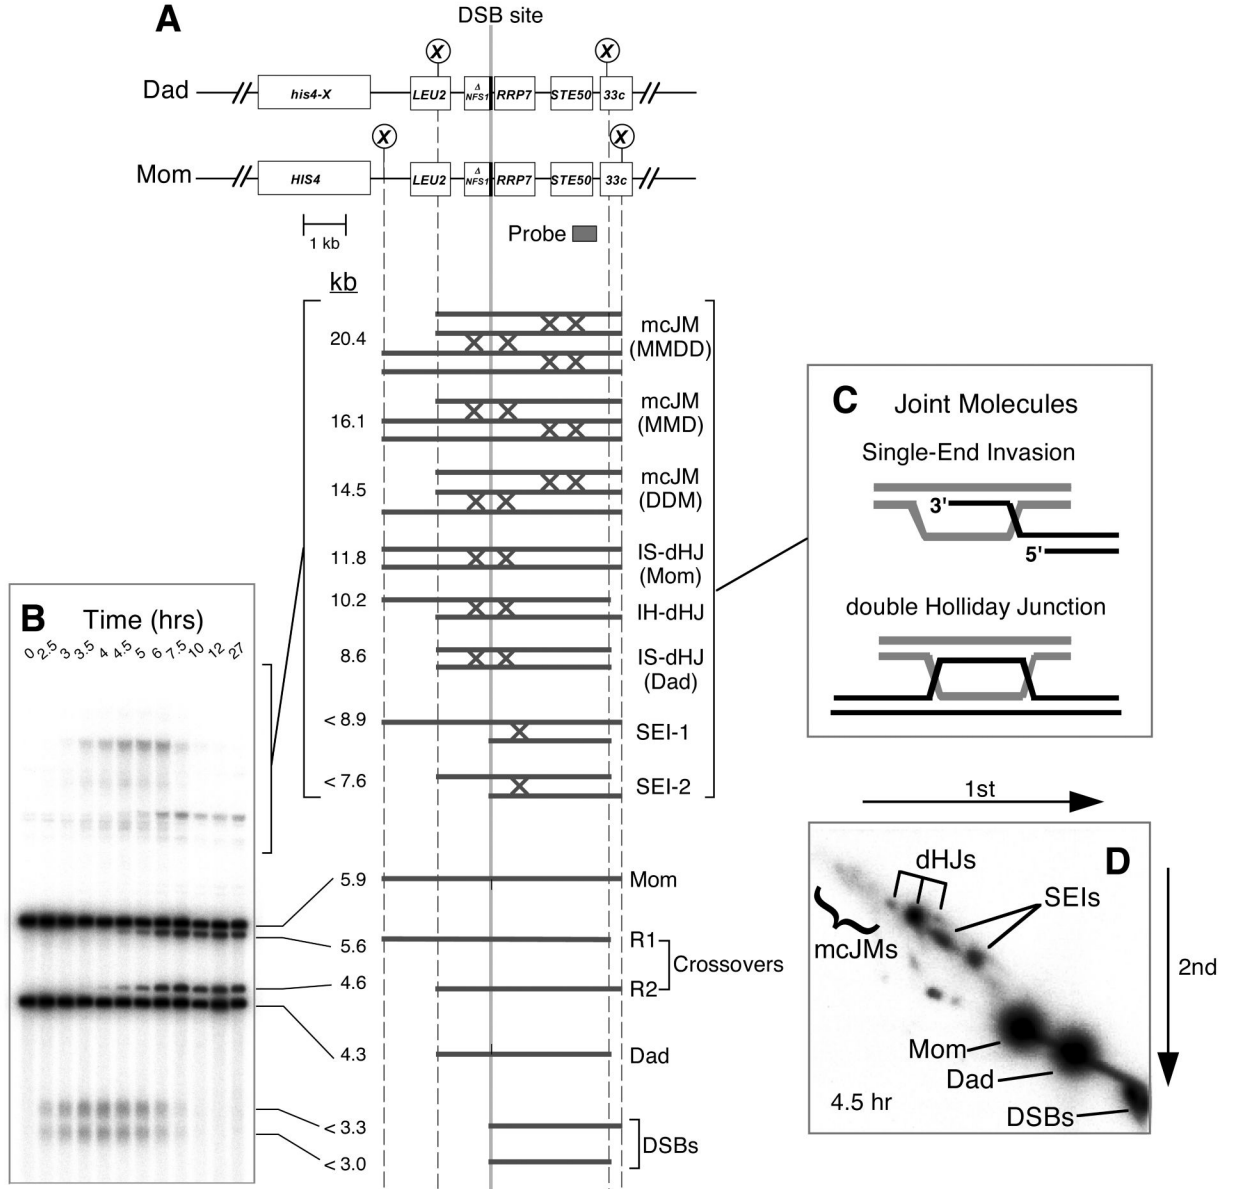 A
DSB site
X X
Dad
his4-X LEU2 Δ NFS1 RRP7 STE50 33c
X X
Mom
HIS4 LEU2 Δ NFS1 RRP7 STE50 33c
1 kb
Probe
kb
20.4 mcJM (MMDD)
16.1 mcJM (MMD)
14.5 mcJM (DDM)
11.8 IS-dHJ (Mom)
10.2 IH-dHJ
8.6 IS-dHJ (Dad)
< 8.9 SEI-1
< 7.6 SEI-2
5.9 Mom
5.6 R1
Crossovers
4.6 R2
4.3 Dad
< 3.3
DSBs
< 3.0
B
Time (hrs)
0 2.5 3 3.5 4 4.5 5 6 7.5 10 12 27
C Joint Molecules
Single-End Invasion
3'
5'
double Holliday Junction
1st
2nd
D
dHJs
SEIs
mcJMs
Mom
Dad
DSBs
4.5 hr